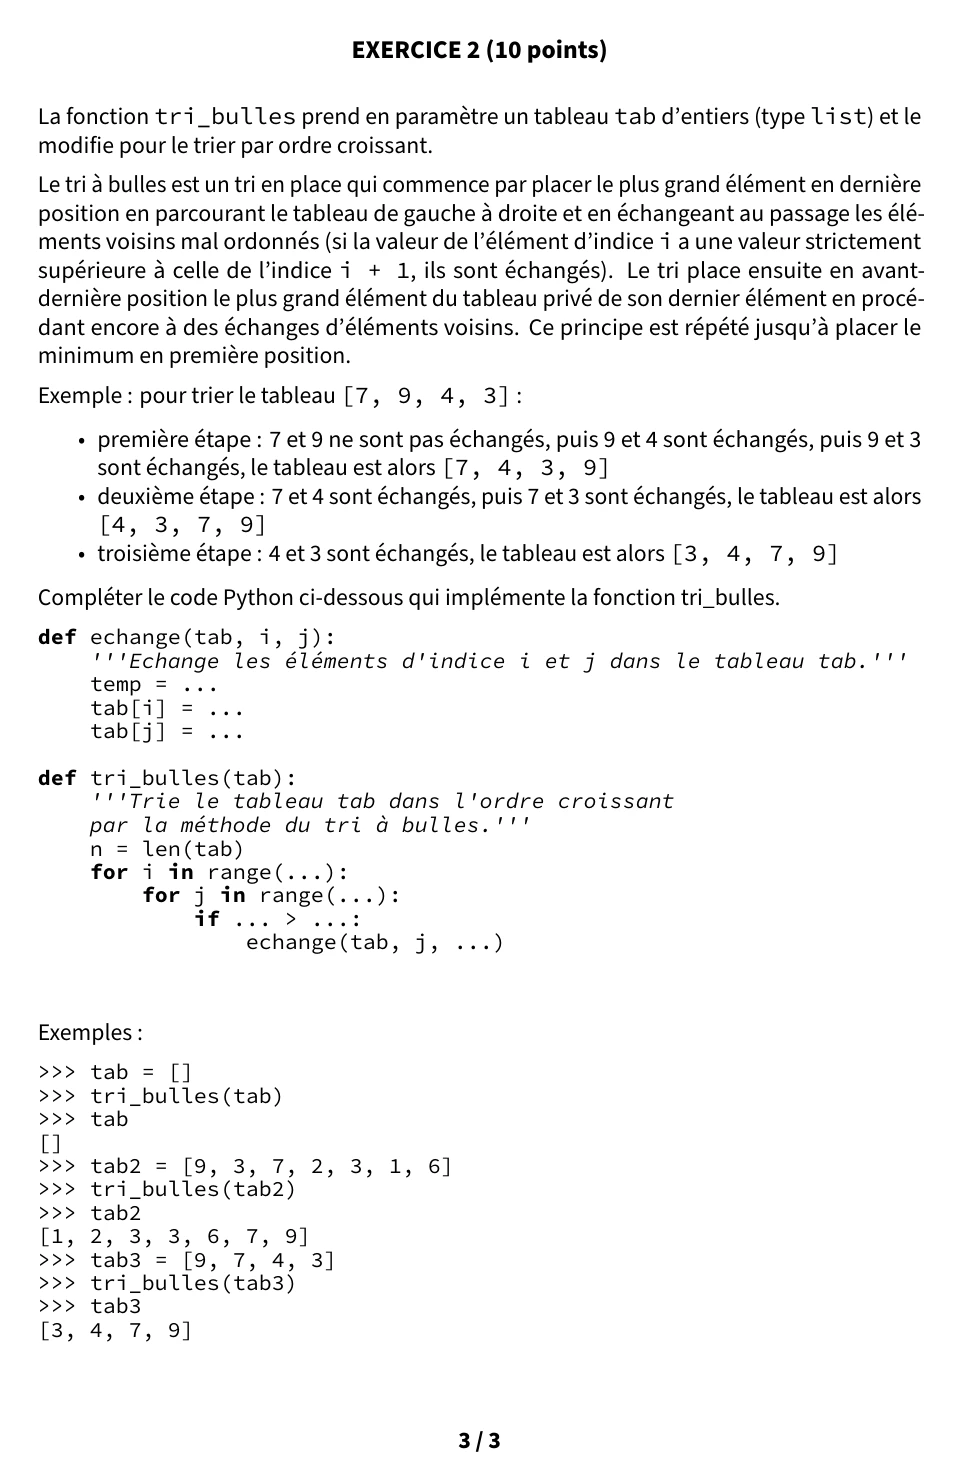 EXERCICE 2 (10 points)
La fonction tri_bulles prend en paramètre un tableau tab d’entiers (type list) et le
modifie pour le trier par ordre croissant.
Le tri à bulles est un tri en place qui commence par placer le plus grand élément en dernière
position en parcourant le tableau de gauche à droite et en échangeant au passage les élé-
ments voisins mal ordonnés (si la valeur de l’élément d’indice i a une valeur strictement
supérieure à celle de l’indice i + 1, ils sont échangés). Le tri place ensuite en avant-
dernière position le plus grand élément du tableau privé de son dernier élément en procé-
dant encore à des échanges d’éléments voisins. Ce principe est répété jusqu’à placer le
minimum en première position.
Exemple : pour trier le tableau [7, 9, 4, 3] :
• première étape : 7 et 9 ne sont pas échangés, puis 9 et 4 sont échangés, puis 9 et 3
sont échangés, le tableau est alors [7, 4, 3, 9]
• deuxième étape : 7 et 4 sont échangés, puis 7 et 3 sont échangés, le tableau est alors
[4, 3, 7, 9]
• troisième étape : 4 et 3 sont échangés, le tableau est alors [3, 4, 7, 9]
Compléter le code Python ci-dessous qui implémente la fonction tri_bulles.
def echange(tab, i, j):
    '''Echange les éléments d'indice i et j dans le tableau tab.'''
    temp = ...
    tab[i] = ...
    tab[j] = ...
def tri_bulles(tab):
    '''Trie le tableau tab dans l'ordre croissant
    par la méthode du tri à bulles.'''
    n = len(tab)
    for i in range(...):
        for j in range(...):
            if ... > ...:
                echange(tab, j, ...)
Exemples :
>>> tab = []
>>> tri_bulles(tab)
>>> tab
[]
>>> tab2 = [9, 3, 7, 2, 3, 1, 6]
>>> tri_bulles(tab2)
>>> tab2
[1, 2, 3, 3, 6, 7, 9]
>>> tab3 = [9, 7, 4, 3]
>>> tri_bulles(tab3)
>>> tab3
[3, 4, 7, 9]
3 / 3